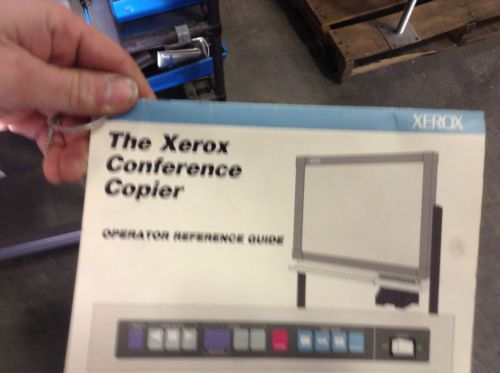 XEROX
The Xerox
Conference
Copier
OPERATOR REFERENCE GUIDE